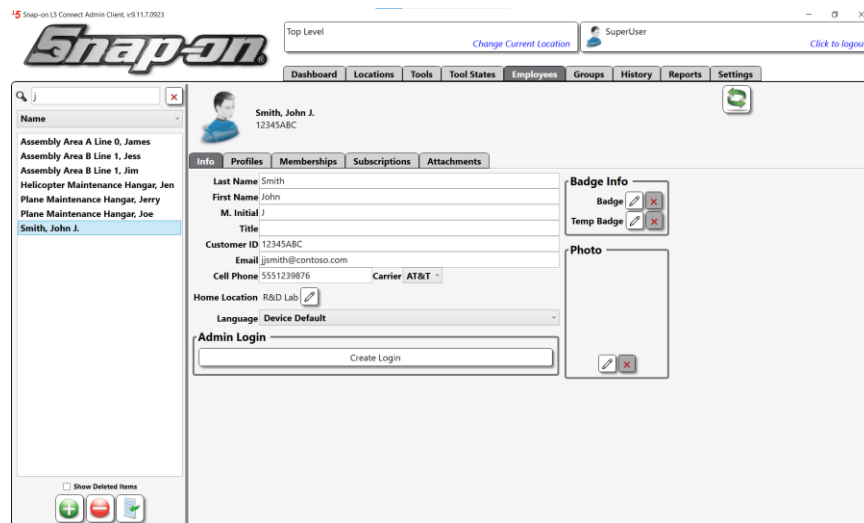 L5 Snap-on L5 Connect Admin Client, v:9.11.7.0923
Snap-on®
Top Level
Change Current Location
SuperUser
Click to logout
Dashboard Locations Tools Tool States Employees Groups History Reports Settings
j
Name
Assembly Area A Line 0, James
Assembly Area B Line 1, Jess
Assembly Area B Line 1, Jim
Helicopter Maintenance Hangar, Jen
Plane Maintenance Hangar, Jerry
Plane Maintenance Hangar, Joe
Smith, John J.
Show Deleted Items
Smith, John J.
12345ABC
Info Profiles Memberships Subscriptions Attachments
Last Name Smith
First Name John
M. Initial J
Title
Customer ID 12345ABC
Email jjsmith@contoso.com
Cell Phone 5551239876 Carrier AT&T
Home Location R&D Lab
Language Device Default
Admin Login
Create Login
Badge Info
Badge
Temp Badge
Photo